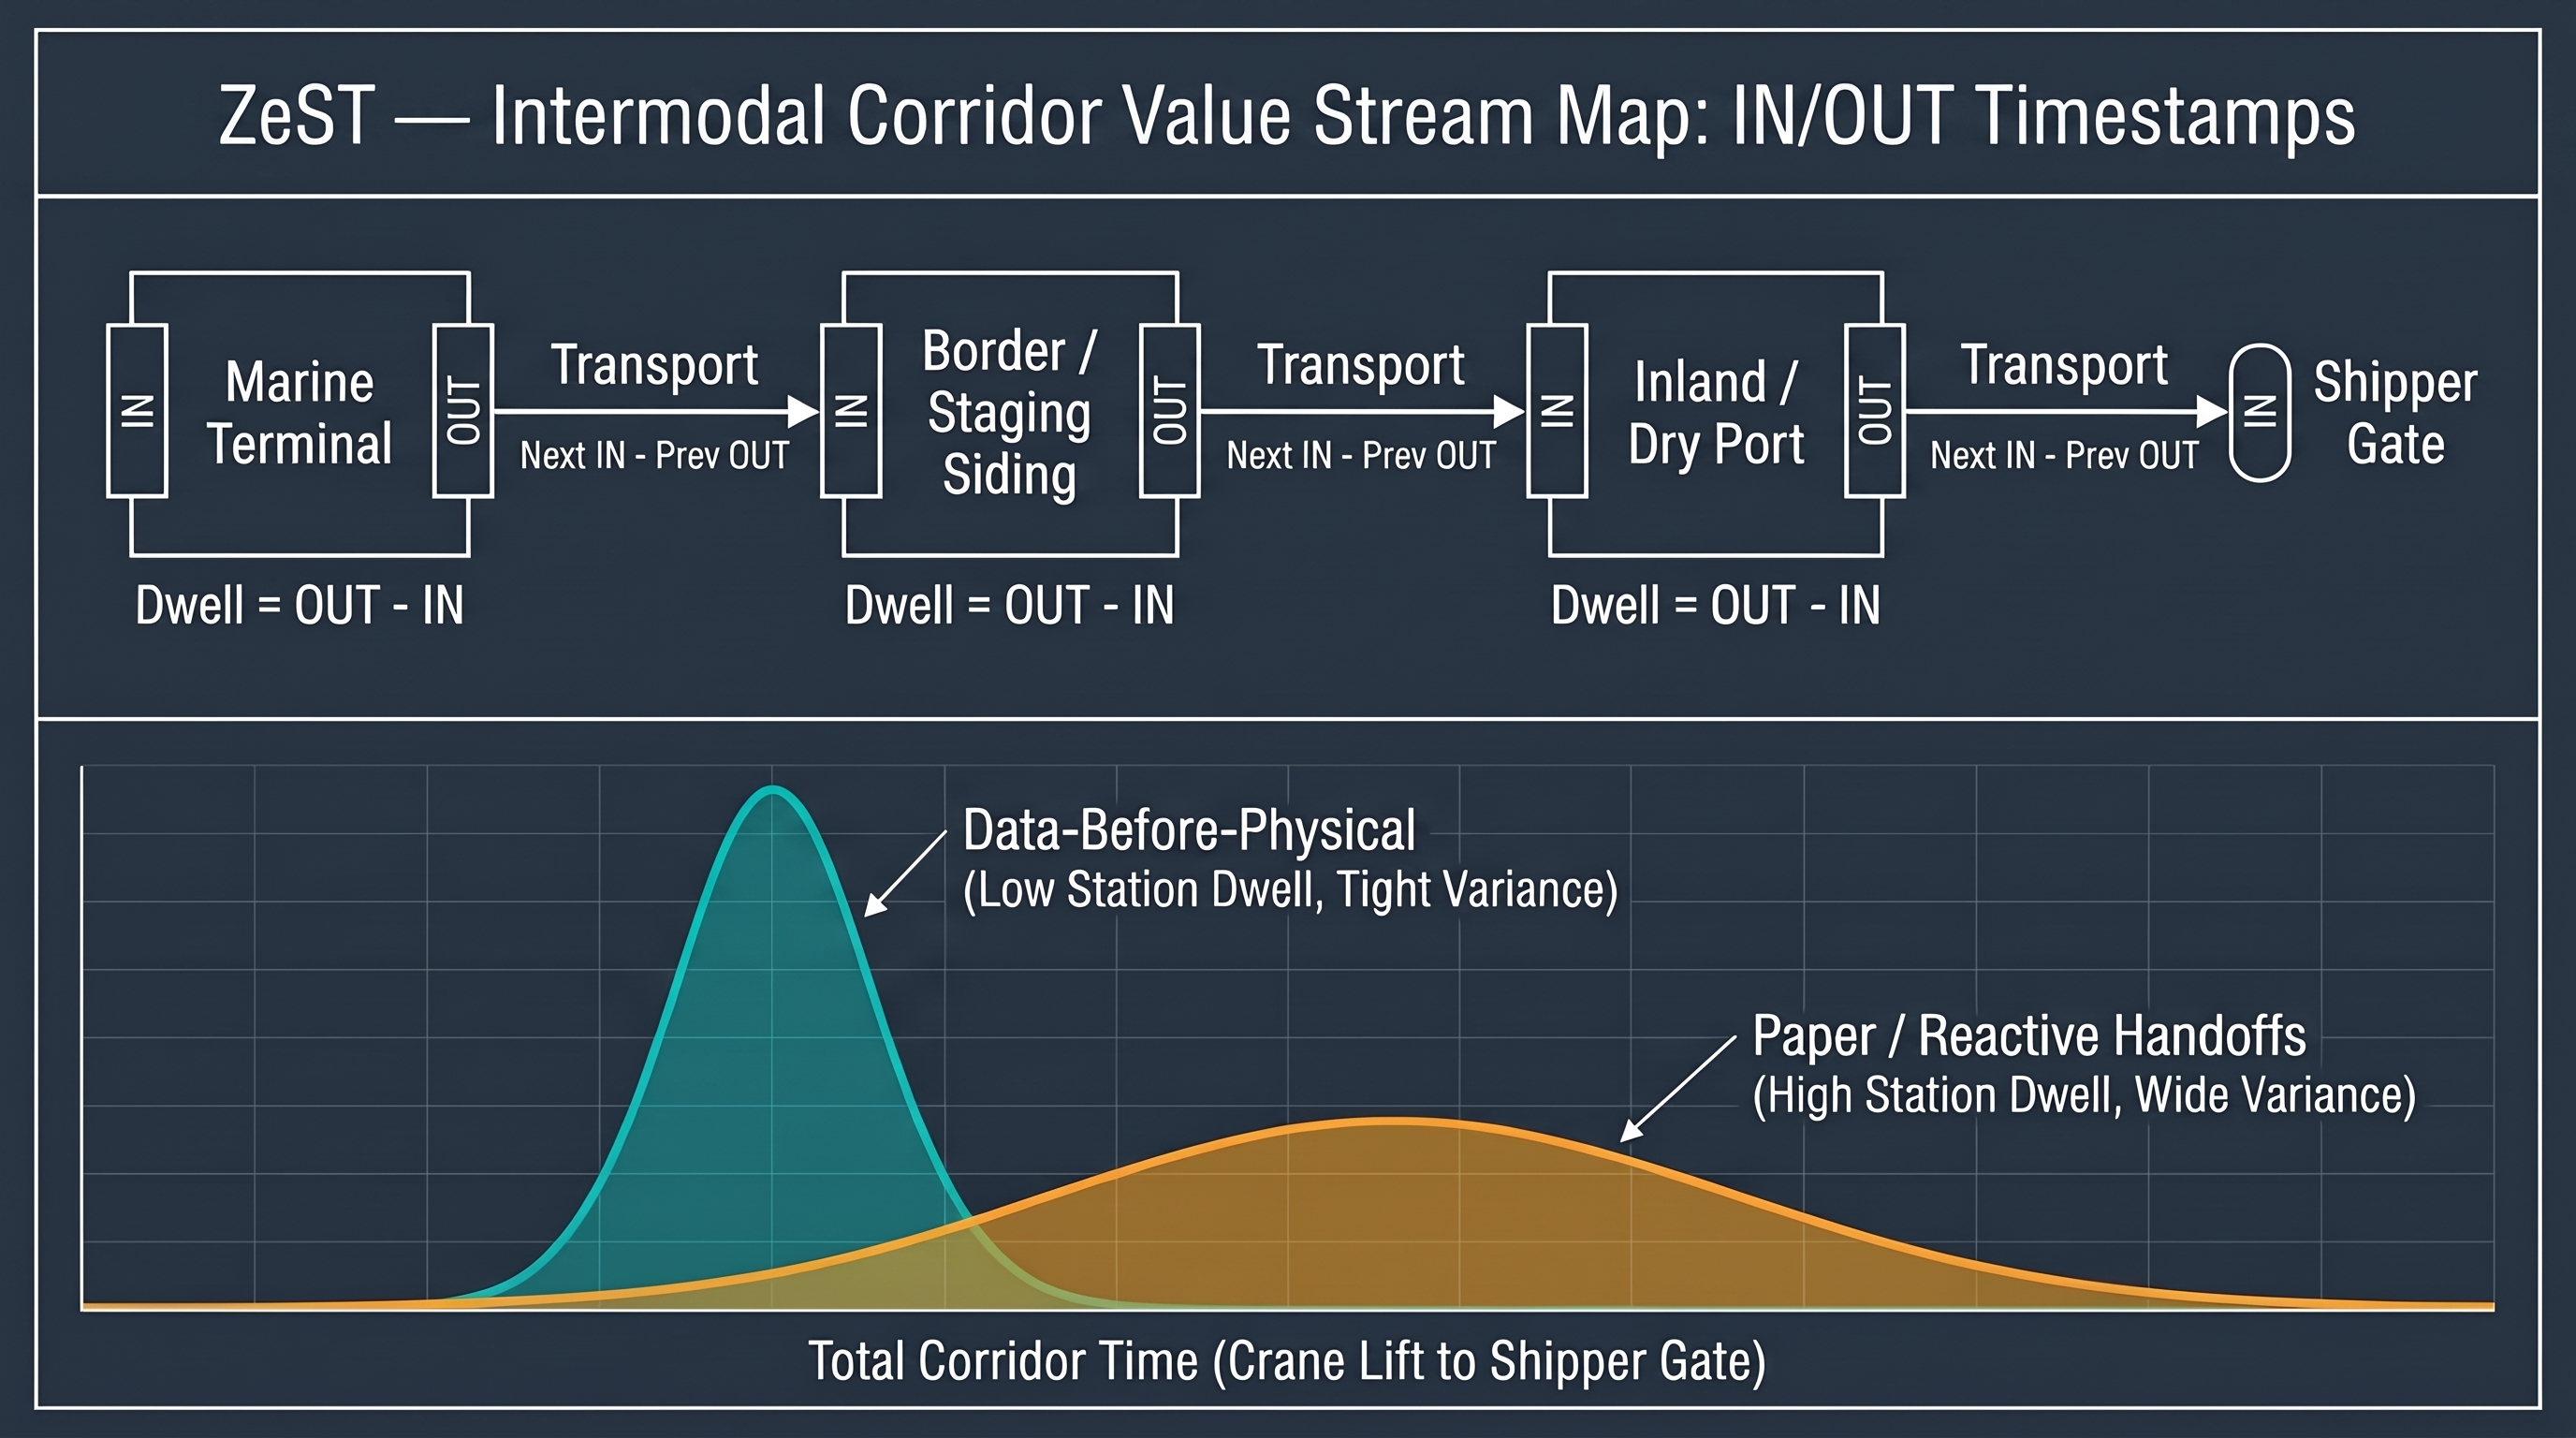 ZeST — Intermodal Corridor Value Stream Map: IN/OUT Timestamps
IN
Marine
Terminal
OUT
Transport
Next IN - Prev OUT
IN
Border /
Staging
Siding
OUT
Transport
Next IN - Prev OUT
IN
Inland /
Dry Port
OUT
Transport
Next IN - Prev OUT
IN
Shipper
Gate
Dwell = OUT - IN
Dwell = OUT - IN
Dwell = OUT - IN
Data-Before-Physical
(Low Station Dwell, Tight Variance)
Paper / Reactive Handoffs
(High Station Dwell, Wide Variance)
Total Corridor Time (Crane Lift to Shipper Gate)